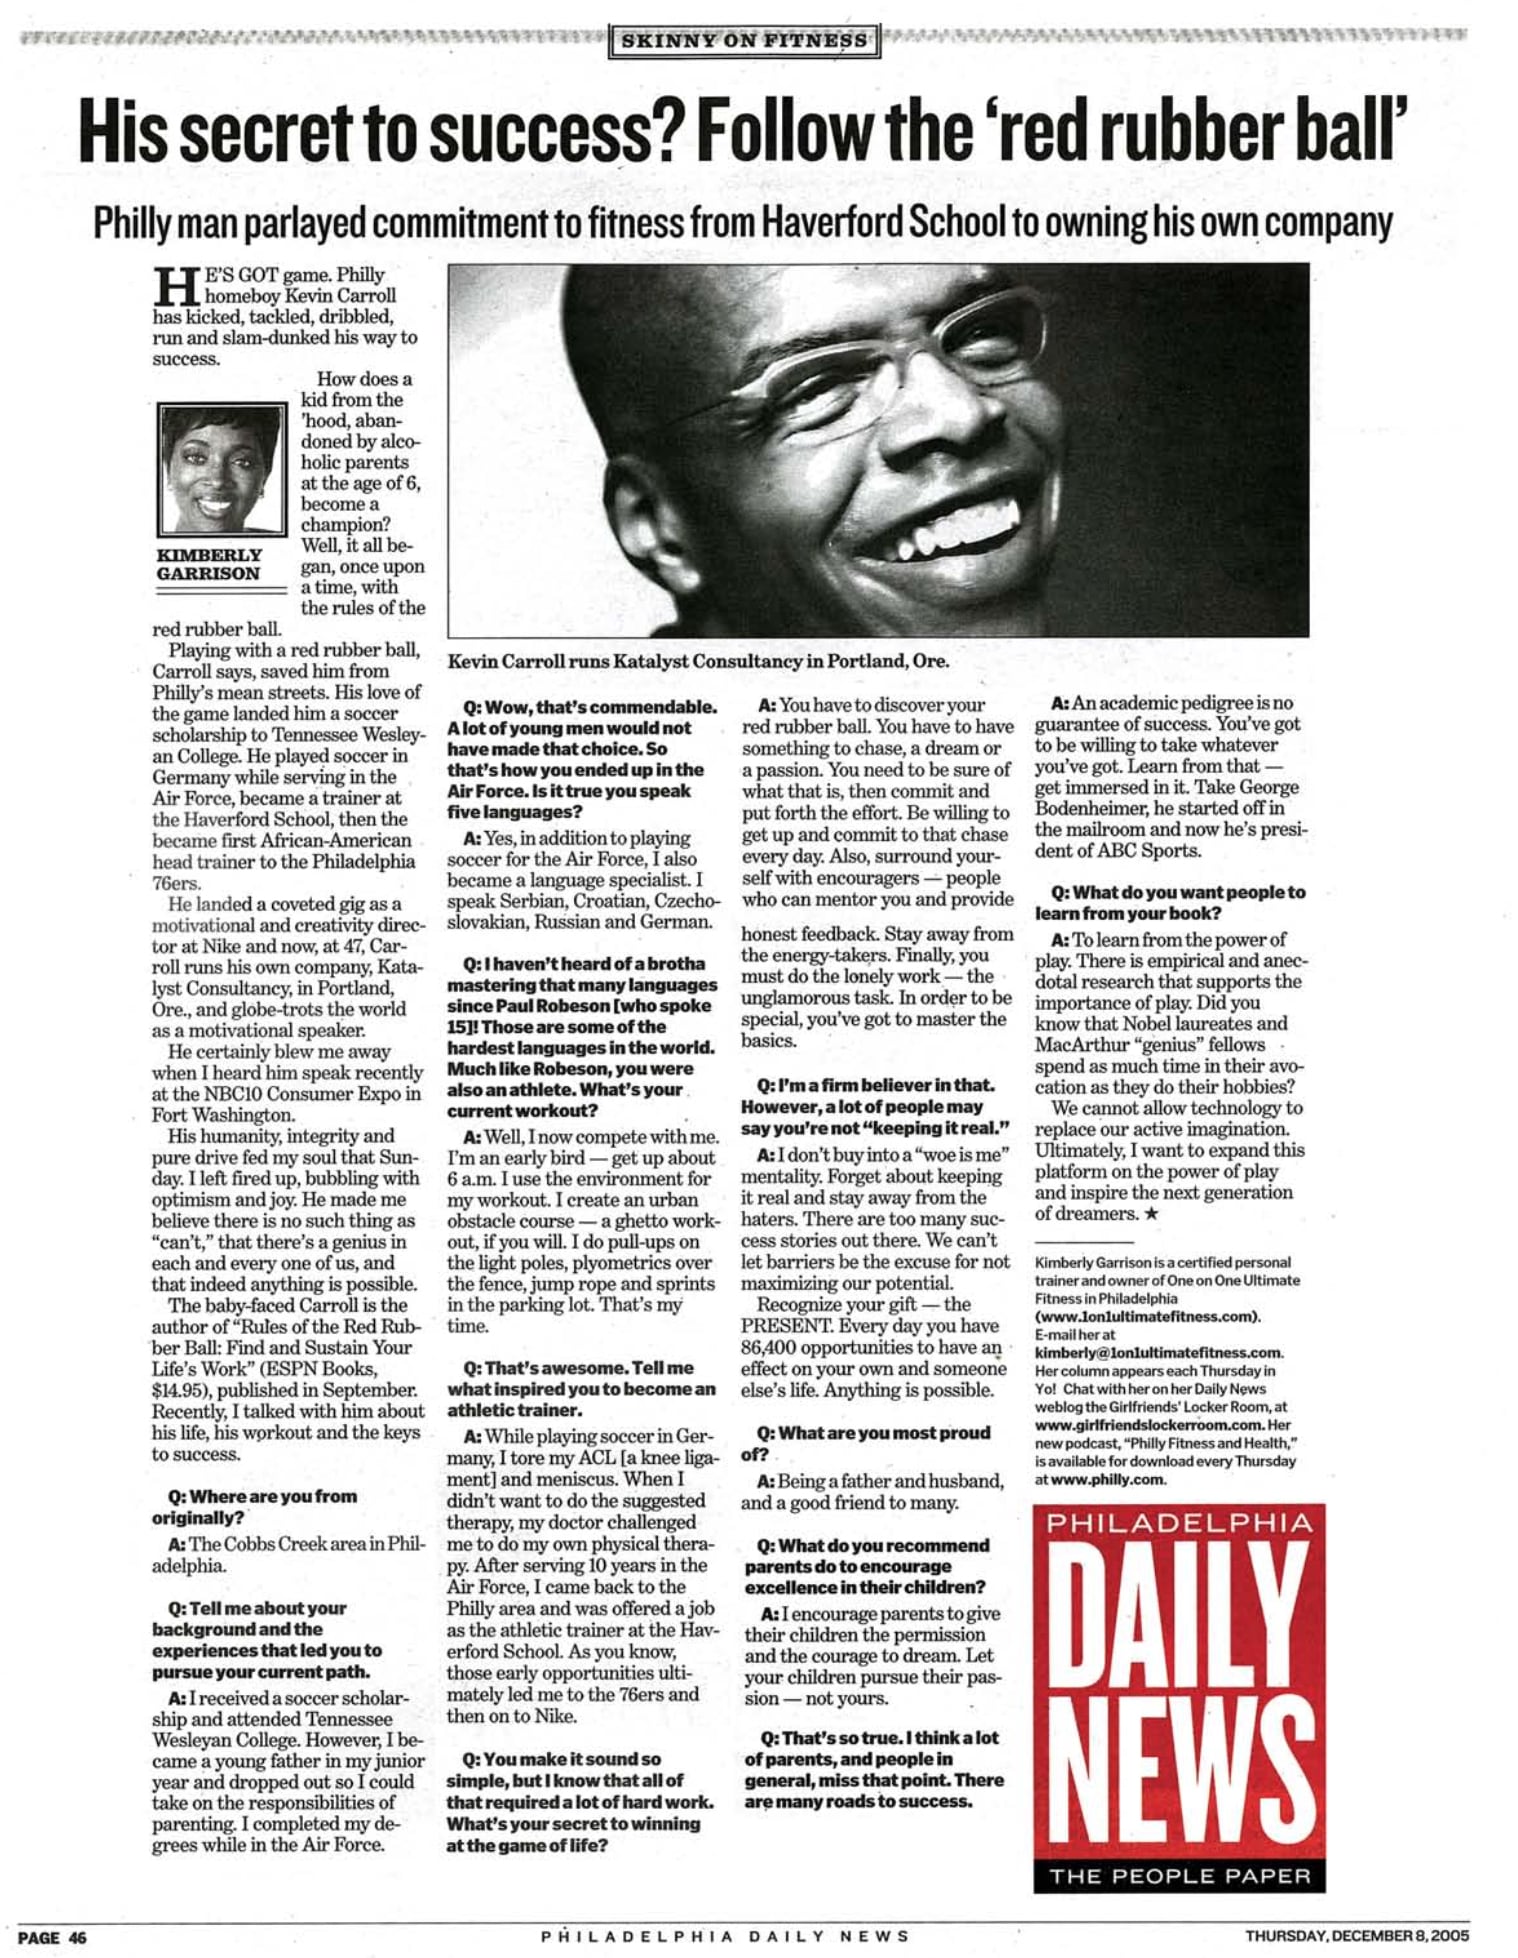 SKINNY ON FITNESS
His secret to success? Follow the ‘red rubber ball’
Philly man parlayed commitment to fitness from Haverford School to owning his own company
HE'S GOT game. Philly
homeboy Kevin Carroll
has kicked, tackled, dribbled,
run and slam-dunked his way to
success.
How does a
kid from the
'hood, aban-
doned by alco-
holic parents
at the age of 6,
become a
champion?
Well, it all be-
gan, once upon
a time, with
the rules of the
KIMBERLY
GARRISON
red rubber ball.
Playing with a red rubber ball,
Carroll says, saved him from
Philly's mean streets. His love of
the game landed him a soccer
scholarship to Tennessee Wesley-
an College. He played soccer in
Germany while serving in the
Air Force, became a trainer at
the Haverford School, then the
became first African-American
head trainer to the Philadelphia
76ers.
He landed a coveted gig as a
motivational and creativity direc-
tor at Nike and now, at 47, Car-
roll runs his own company, Kata-
lyst Consultancy, in Portland,
Ore., and globe-trots the world
as a motivational speaker.
He certainly blew me away
when I heard him speak recently
at the NBC10 Consumer Expo in
Fort Washington.
His humanity, integrity and
pure drive fed my soul that Sun-
day. I left fired up, bubbling with
optimism and joy. He made me
believe there is no such thing as
“can't,” that there's a genius in
each and every one of us, and
that indeed anything is possible.
The baby-faced Carroll is the
author of “Rules of the Red Rub-
ber Ball: Find and Sustain Your
Life's Work” (ESPN Books,
$14.95), published in September.
Recently, I talked with him about
his life, his workout and the keys
to success.
Q: Where are you from
originally?
A: The Cobbs Creek area in Phil-
adelphia.
Q: Tell me about your
background and the
experiences that led you to
pursue your current path.
A: I received a soccer scholar-
ship and attended Tennessee
Wesleyan College. However, I be-
came a young father in my junior
year and dropped out so I could
take on the responsibilities of
parenting. I completed my de-
grees while in the Air Force.
Kevin Carroll runs Katalyst Consultancy in Portland, Ore.
Q: Wow, that's commendable.
A lot of young men would not
have made that choice. So
that's how you ended up in the
Air Force. Is it true you speak
five languages?
A: Yes, in addition to playing
soccer for the Air Force, I also
became a language specialist. I
speak Serbian, Croatian, Czecho-
slovakian, Russian and German.
Q: I haven't heard of a brotha
mastering that many languages
since Paul Robeson [who spoke
15]! Those are some of the
hardest languages in the world.
Much like Robeson, you were
also an athlete. What's your
current workout?
A: Well, I now compete with me.
I'm an early bird — get up about
6 a.m. I use the environment for
my workout. I create an urban
obstacle course — a ghetto work-
out, if you will. I do pull-ups on
the light poles, plyometrics over
the fence, jump rope and sprints
in the parking lot. That's my
time.
Q: That's awesome. Tell me
what inspired you to become an
athletic trainer.
A: While playing soccer in Ger-
many, I tore my ACL [a knee liga-
ment] and meniscus. When I
didn't want to do the suggested
therapy, my doctor challenged
me to do my own physical thera-
py. After serving 10 years in the
Air Force, I came back to the
Philly area and was offered a job
as the athletic trainer at the Hav-
erford School. As you know,
those early opportunities ulti-
mately led me to the 76ers and
then on to Nike.
Q: You make it sound so
simple, but I know that all of
that required a lot of hard work.
What's your secret to winning
at the game of life?
A: You have to discover your
red rubber ball. You have to have
something to chase, a dream or
a passion. You need to be sure of
what that is, then commit and
put forth the effort. Be willing to
get up and commit to that chase
every day. Also, surround your-
self with encouragers — people
who can mentor you and provide
honest feedback. Stay away from
the energy-takers. Finally, you
must do the lonely work — the
unglamorous task. In order to be
special, you've got to master the
basics.
Q: I'm a firm believer in that.
However, a lot of people may
say you're not “keeping it real.”
A: I don't buy into a “woe is me”
mentality. Forget about keeping
it real and stay away from the
haters. There are too many suc-
cess stories out there. We can't
let barriers be the excuse for not
maximizing our potential.
Recognize your gift — the
PRESENT. Every day you have
86,400 opportunities to have an
effect on your own and someone
else's life. Anything is possible.
Q: What are you most proud
of?
A: Being a father and husband,
and a good friend to many.
Q: What do you recommend
parents do to encourage
excellence in their children?
A: I encourage parents to give
their children the permission
and the courage to dream. Let
your children pursue their pas-
sion — not yours.
Q: That's so true. I think a lot
of parents, and people in
general, miss that point. There
are many roads to success.
A: An academic pedigree is no
guarantee of success. You've got
to be willing to take whatever
you've got. Learn from that —
get immersed in it. Take George
Bodenheimer, he started off in
the mailroom and now he's presi-
dent of ABC Sports.
Q: What do you want people to
learn from your book?
A: To learn from the power of
play. There is empirical and anec-
dotal research that supports the
importance of play. Did you
know that Nobel laureates and
MacArthur “genius” fellows
spend as much time in their avo-
cation as they do their hobbies?
We cannot allow technology to
replace our active imagination.
Ultimately, I want to expand this
platform on the power of play
and inspire the next generation
of dreamers. ★
Kimberly Garrison is a certified personal
trainer and owner of One on One Ultimate
Fitness in Philadelphia
(www.1on1ultimatefitness.com).
E-mail her at
kimberly@1on1ultimatefitness.com.
Her column appears each Thursday in
Yo! Chat with her on her Daily News
weblog the Girlfriends' Locker Room, at
www.girlfriendslockerroom.com. Her
new podcast, “Philly Fitness and Health,”
is available for download every Thursday
at www.philly.com.
PHILADELPHIA
DAILY
NEWS
THE PEOPLE PAPER
PAGE 46
PHILADELPHIA DAILY NEWS
THURSDAY, DECEMBER 8, 2005